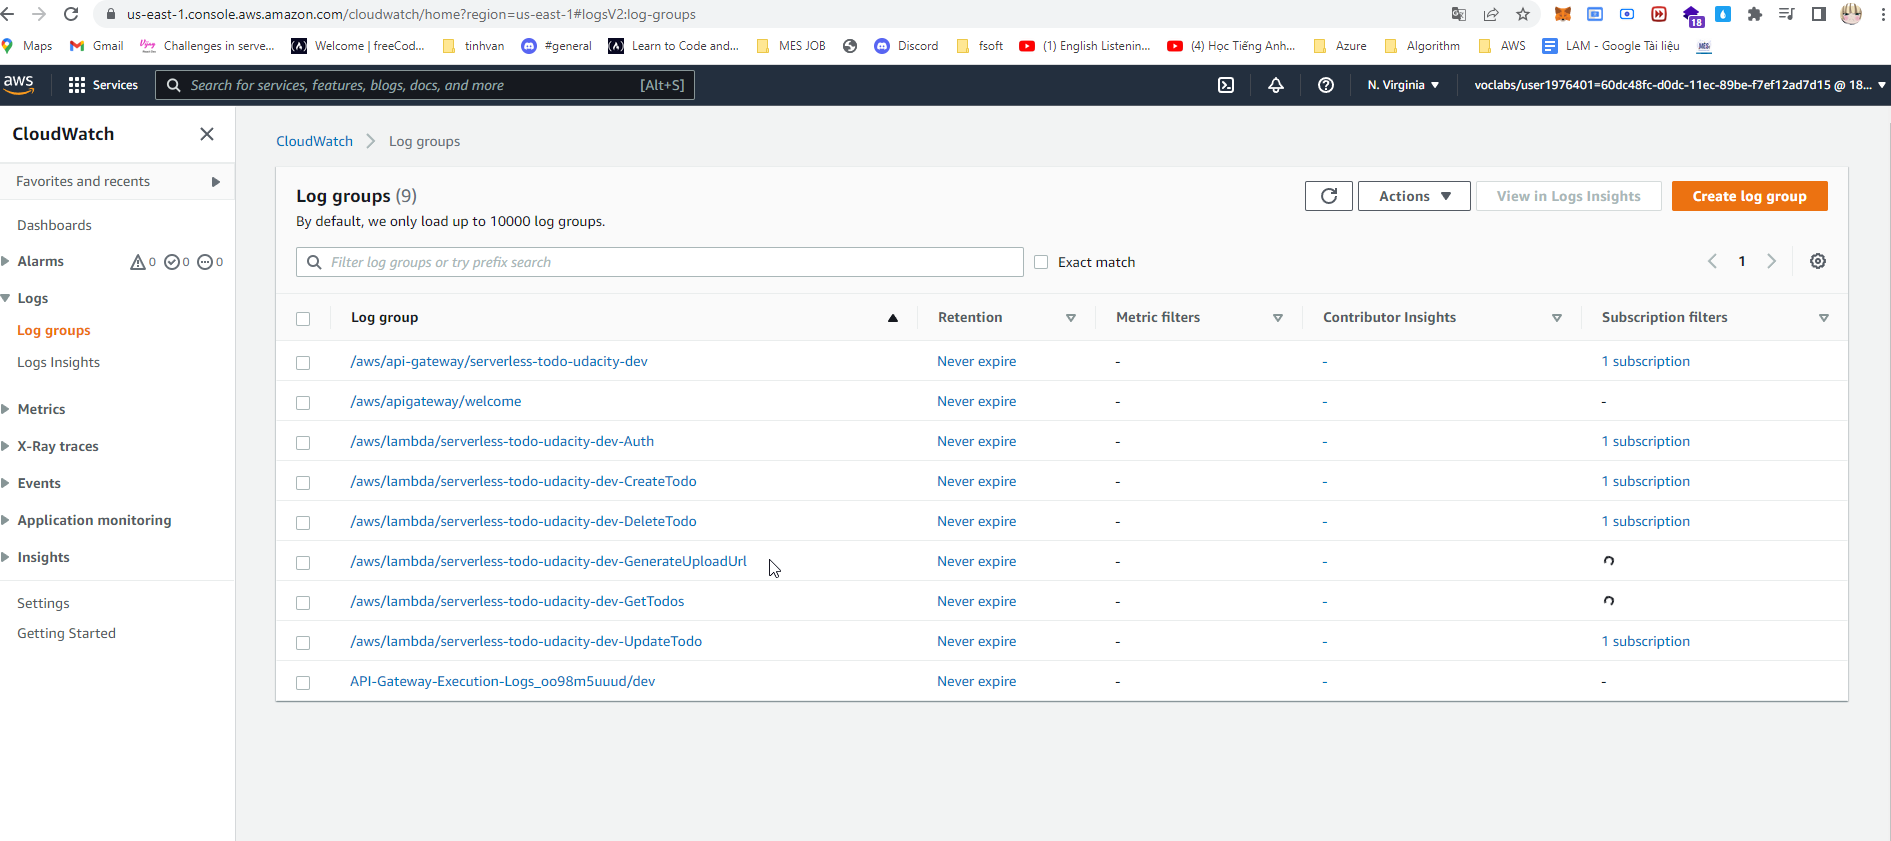 us-east-1.console.aws.amazon.com/cloudwatch/home?region=us-east-1#logsV2:log-groups
18
Maps Gmail Challenges in serve... Welcome | freeCod... tinhvan #general Learn to Code and... MES JOB Discord fsoft (1) English Listenin... (4) Học Tiếng Anh... Azure Algorithm AWS LAM - Google Tài liệu
aws Services Search for services, features, blogs, docs, and more [Alt+S] N. Virginia voclabs/user1976401=60dc48fc-d0dc-11ec-89be-f7ef12ad7d15 @ 18...
CloudWatch
Favorites and recents
Dashboards
Alarms 0 0 0
Logs
Log groups
Logs Insights
Metrics
X-Ray traces
Events
Application monitoring
Insights
Settings
Getting Started
CloudWatch Log groups
Log groups (9)
By default, we only load up to 10000 log groups.
Actions View in Logs Insights Create log group
Filter log groups or try prefix search Exact match 1
Log group Retention Metric filters Contributor Insights Subscription filters
/aws/api-gateway/serverless-todo-udacity-dev Never expire - - 1 subscription
/aws/apigateway/welcome Never expire - - -
/aws/lambda/serverless-todo-udacity-dev-Auth Never expire - - 1 subscription
/aws/lambda/serverless-todo-udacity-dev-CreateTodo Never expire - - 1 subscription
/aws/lambda/serverless-todo-udacity-dev-DeleteTodo Never expire - - 1 subscription
/aws/lambda/serverless-todo-udacity-dev-GenerateUploadUrl Never expire - -
/aws/lambda/serverless-todo-udacity-dev-GetTodos Never expire - -
/aws/lambda/serverless-todo-udacity-dev-UpdateTodo Never expire - - 1 subscription
API-Gateway-Execution-Logs_oo98m5uuud/dev Never expire - - -